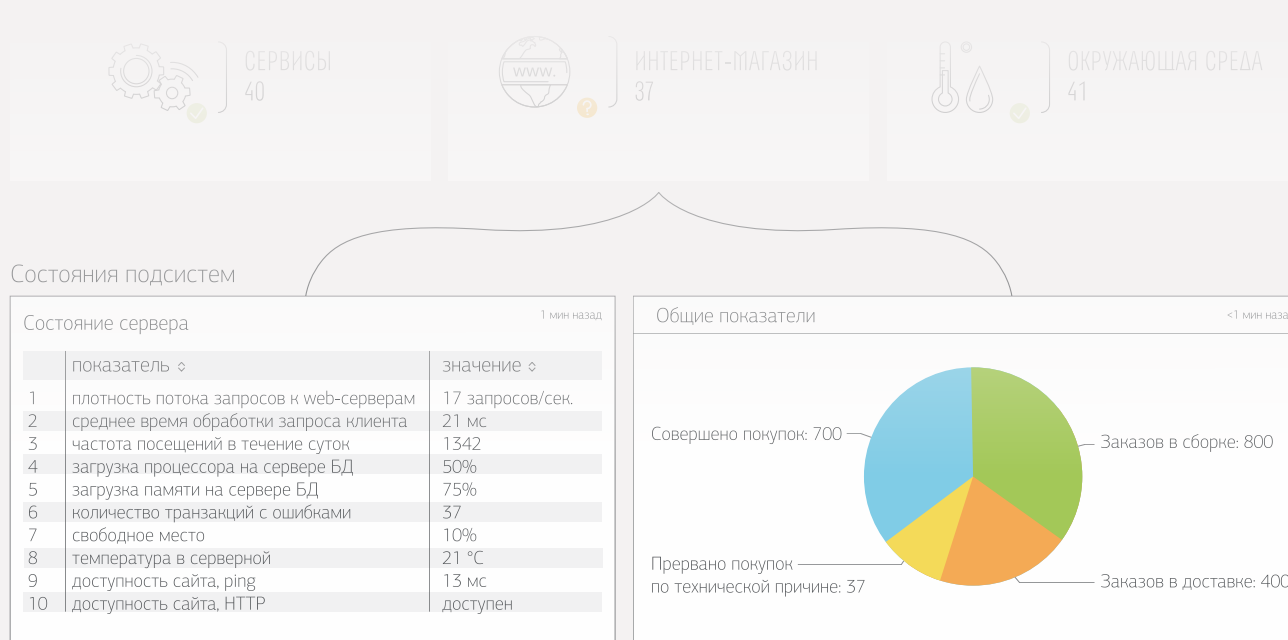 СЕРВИСЫ
40
www.
ИНТЕРНЕТ-МАГАЗИН
37
?
ОКРУЖАЮЩАЯ СРЕДА
41
Состояния подсистем
Состояние сервера
1 мин назад
показатель значение
1 плотность потока запросов к web-серверам 17 запросов/сек.
2 среднее время обработки запроса клиента 21 мс
3 частота посещений в течение суток 1342
4 загрузка процессора на сервере БД 50%
5 загрузка памяти на сервере БД 75%
6 количество транзакций с ошибками 37
7 свободное место 10%
8 температура в серверной 21 °C
9 доступность сайта, ping 13 мс
10 доступность сайта, HTTP доступен
Общие показатели
<1 мин наза
Совершено покупок: 700
Заказов в сборке: 800
Прервано покупок
по технической причине: 37
Заказов в доставке: 400